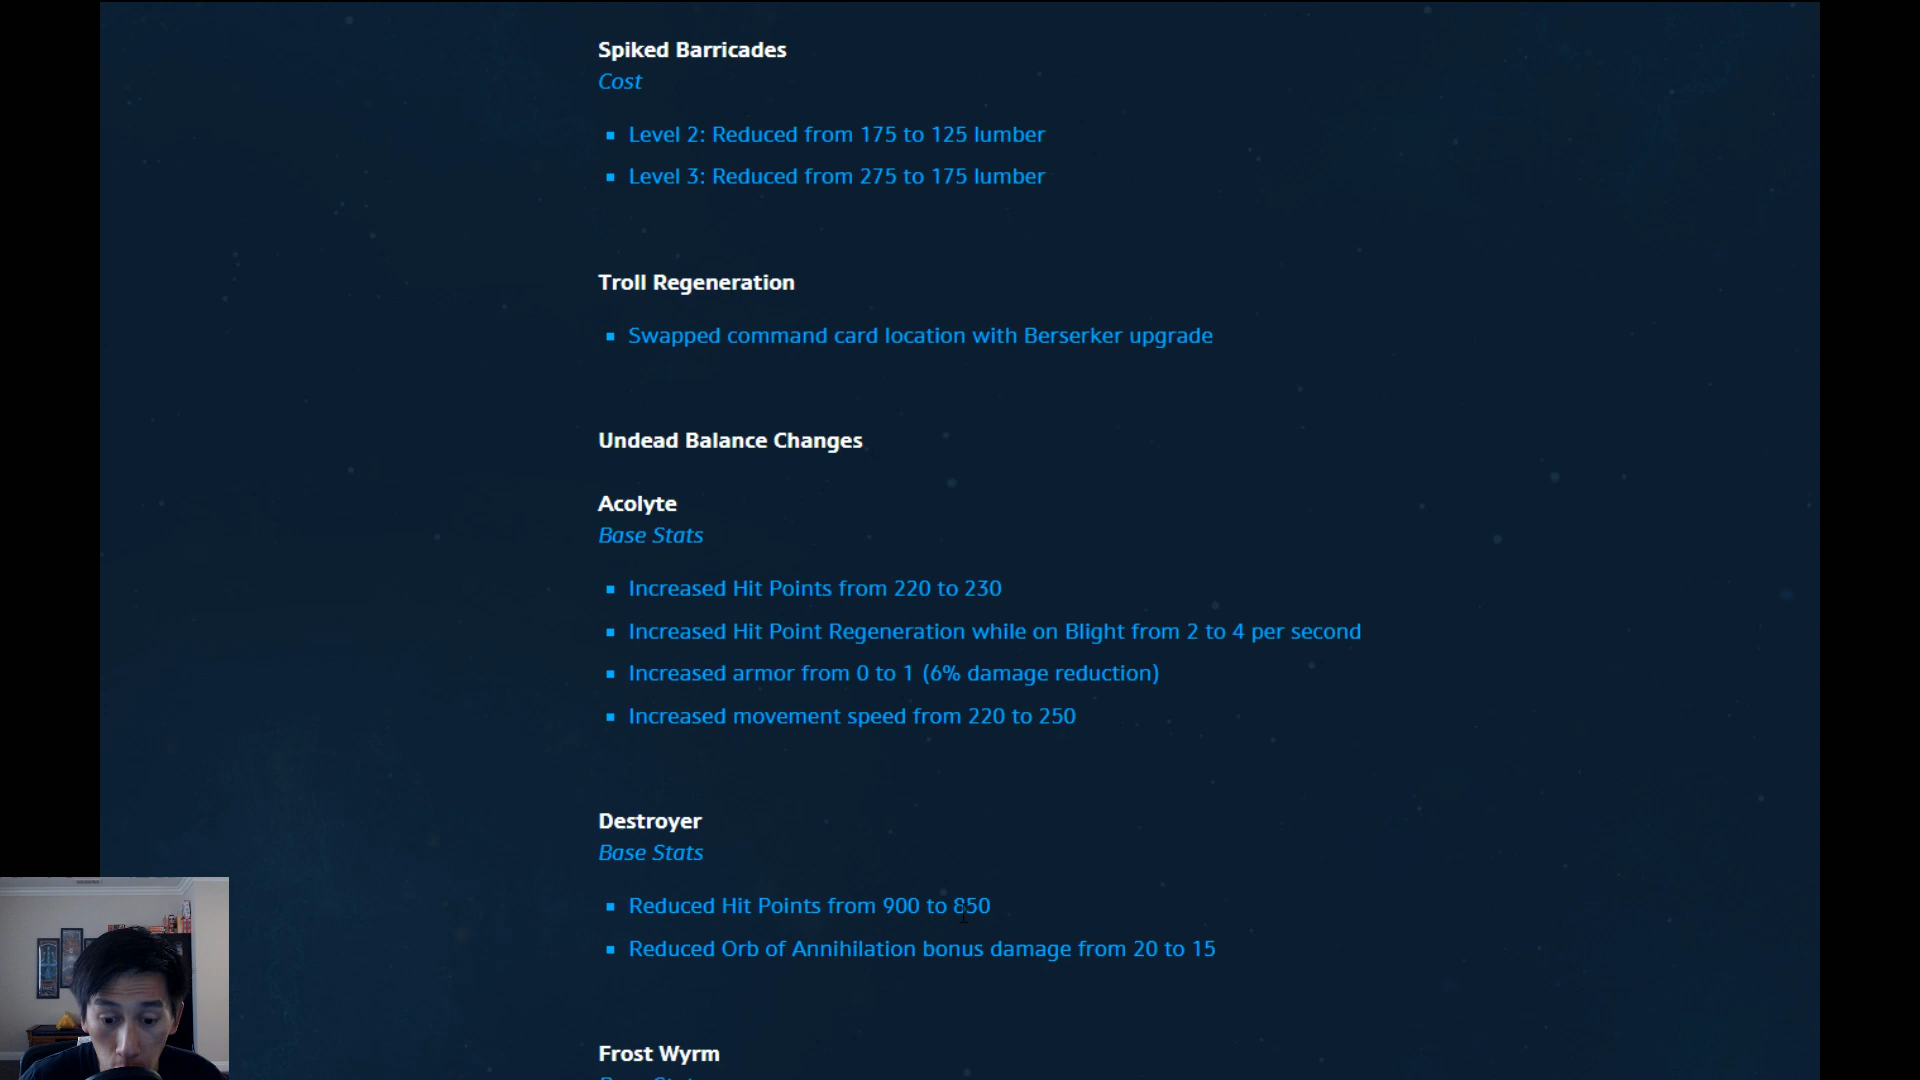 Spiked Barricades
Cost
Level 2: Reduced from 175 to 125 lumber
Level 3: Reduced from 275 to 175 lumber
Troll Regeneration
Swapped command card location with Berserker upgrade
Undead Balance Changes
Acolyte
Base Stats
Increased Hit Points from 220 to 230
Increased Hit Point Regeneration while on Blight from 2 to 4 per second
Increased armor from 0 to 1 (6% damage reduction)
Increased movement speed from 220 to 250
Destroyer
Base Stats
Reduced Hit Points from 900 to 850
Reduced Orb of Annihilation bonus damage from 20 to 15
Frost Wyrm